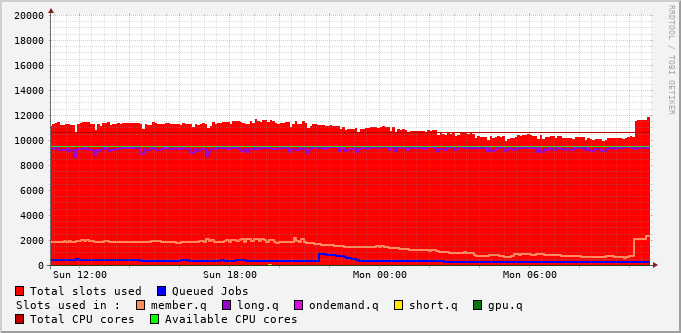 20000
18000
16000
14000
12000
10000
8000
6000
4000
2000
0
Sun 12:00 Sun 18:00 Mon 00:00 Mon 06:00
RRDTOOL / TOBI OETIKER
Total slots used Queued Jobs
Slots used in : member.q long.q ondemand.q short.q gpu.q
Total CPU cores Available CPU cores